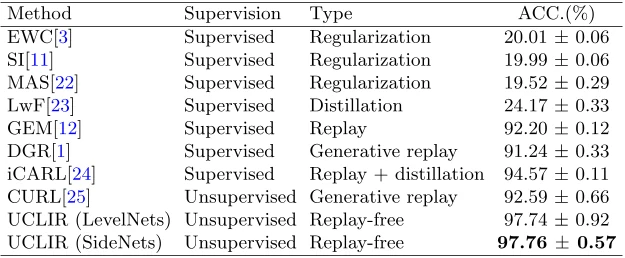 Method Supervision Type ACC.(%)
EWC[3] Supervised Regularization 20.01 ± 0.06
SI[11] Supervised Regularization 19.99 ± 0.06
MAS[22] Supervised Regularization 19.52 ± 0.29
LwF[23] Supervised Distillation 24.17 ± 0.33
GEM[12] Supervised Replay 92.20 ± 0.12
DGR[1] Supervised Generative replay 91.24 ± 0.33
iCARL[24] Supervised Replay + distillation 94.57 ± 0.11
CURL[25] Unsupervised Generative replay 92.59 ± 0.66
UCLIR (LevelNets) Unsupervised Replay-free 97.74 ± 0.92
UCLIR (SideNets) Unsupervised Replay-free 97.76 ± 0.57